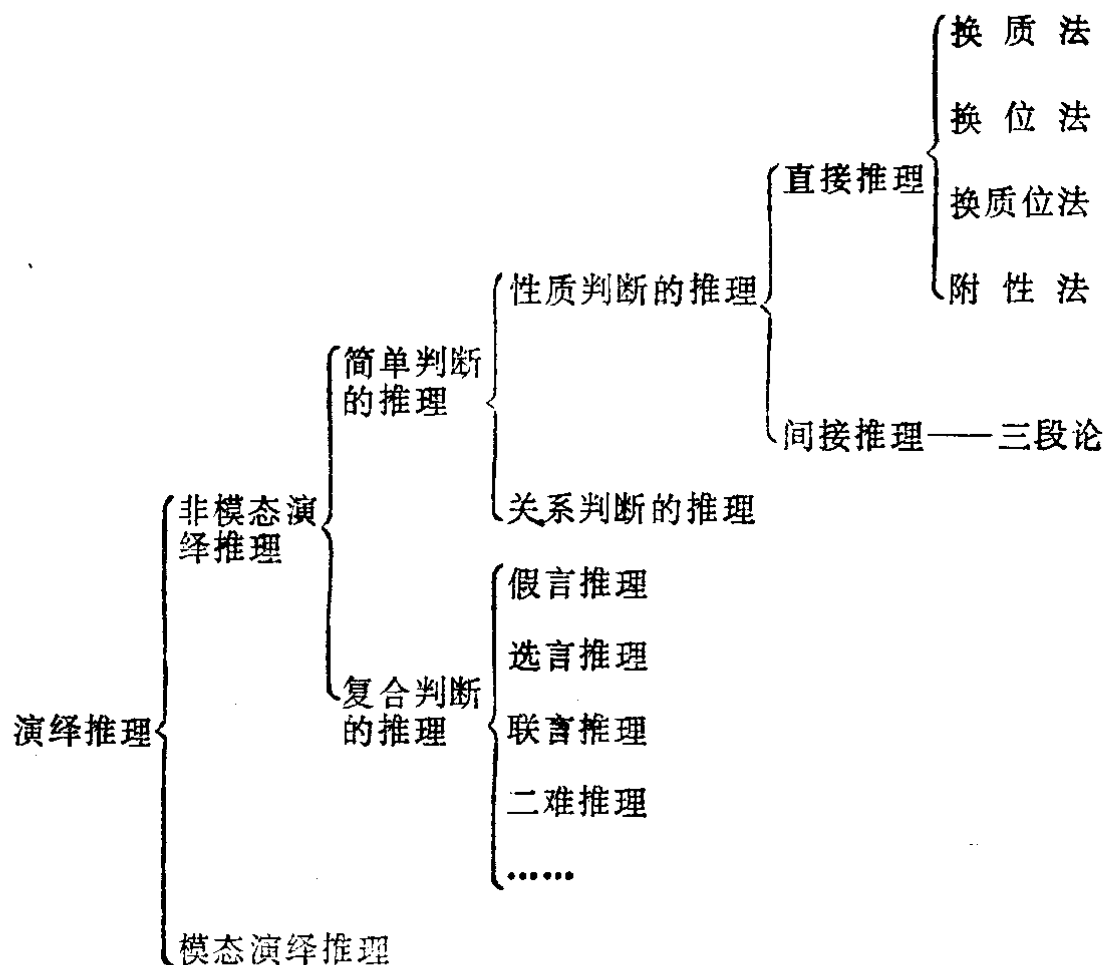 换质法
换位法
直接推理
换质位法
性质判断的推理
附性法
简单判断
的推理
间接推理——三段论
非模态演
绎推理
关系判断的推理
假言推理
选言推理
复合判断
的推理
演绎推理
联言推理
二难推理
……
模态演绎推理